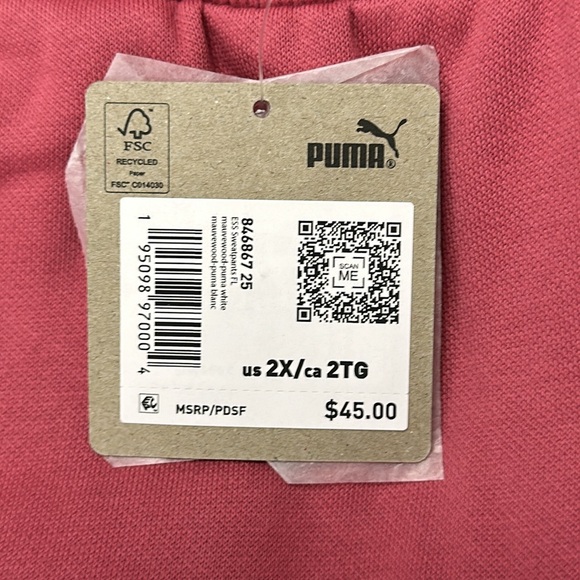 FSC
RECYCLED
Paper
FSC® C014030
PUMA®
846867 25
ESS Sweatpants FL
mauvewood-puma white
mauvewood-puma blanc
1 95098 97000 4
SCAN
ME
us 2X/ca 2TG
MSRP/PDSF
$45.00